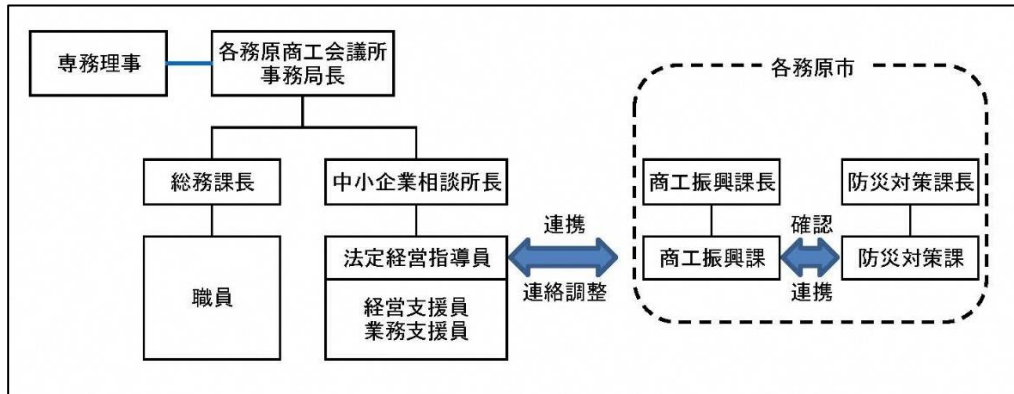 専務理事
各務原商工会議所
事務局長
総務課長
中小企業相談所長
職員
法定経営指導員
経営支援員
業務支援員
連携
連絡調整
各務原市
商工振興課長
防災対策課長
商工振興課
確認
連携
防災対策課